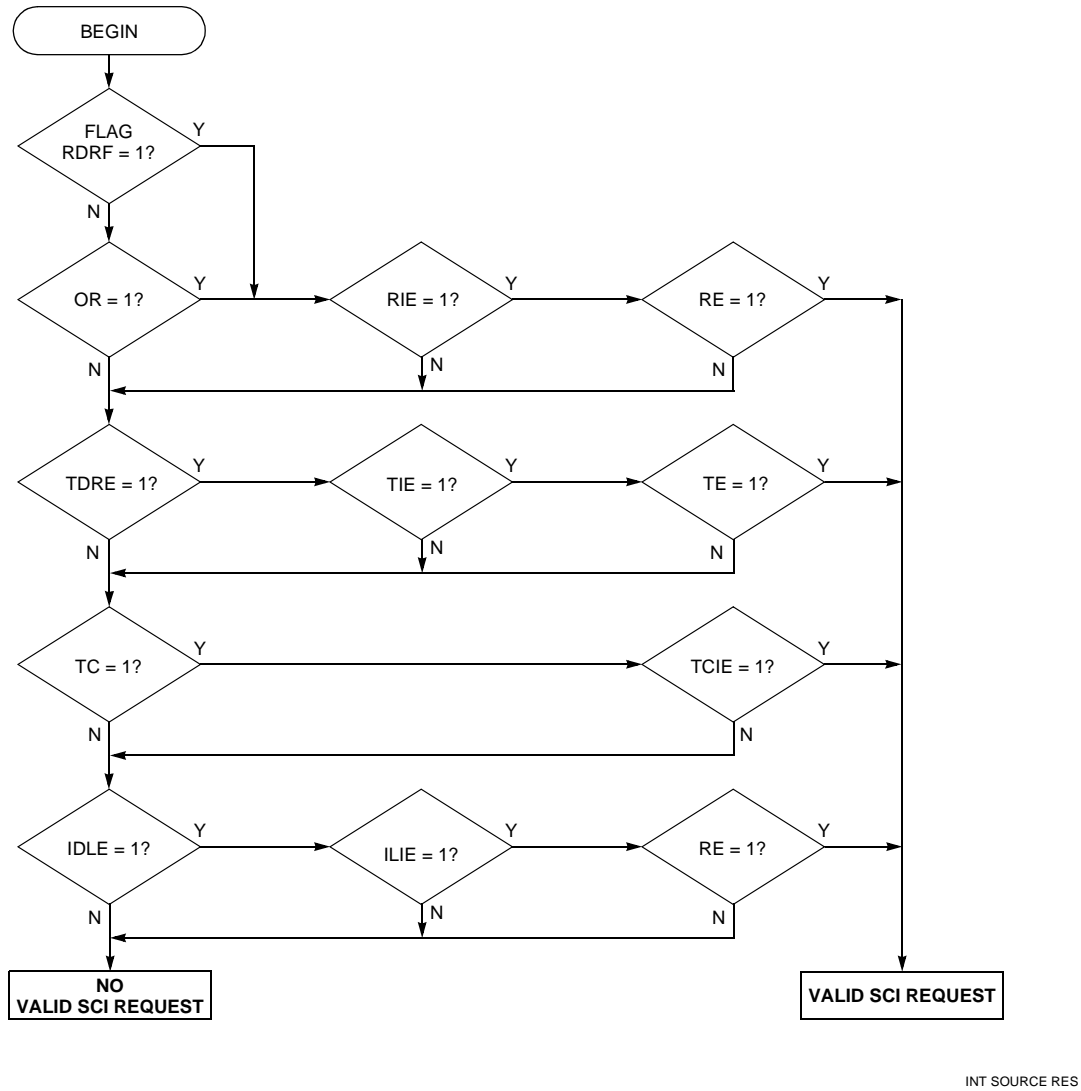 BEGIN
FLAG
RDRF = 1?
Y
N
OR = 1?
Y
RIE = 1?
Y
RE = 1?
Y
N
N
N
TDRE = 1?
Y
TIE = 1?
Y
TE = 1?
Y
N
N
N
TC = 1?
Y
TCIE = 1?
Y
N
N
IDLE = 1?
Y
ILIE = 1?
Y
RE = 1?
Y
N
N
N
NO
VALID SCI REQUEST
VALID SCI REQUEST
INT SOURCE RES